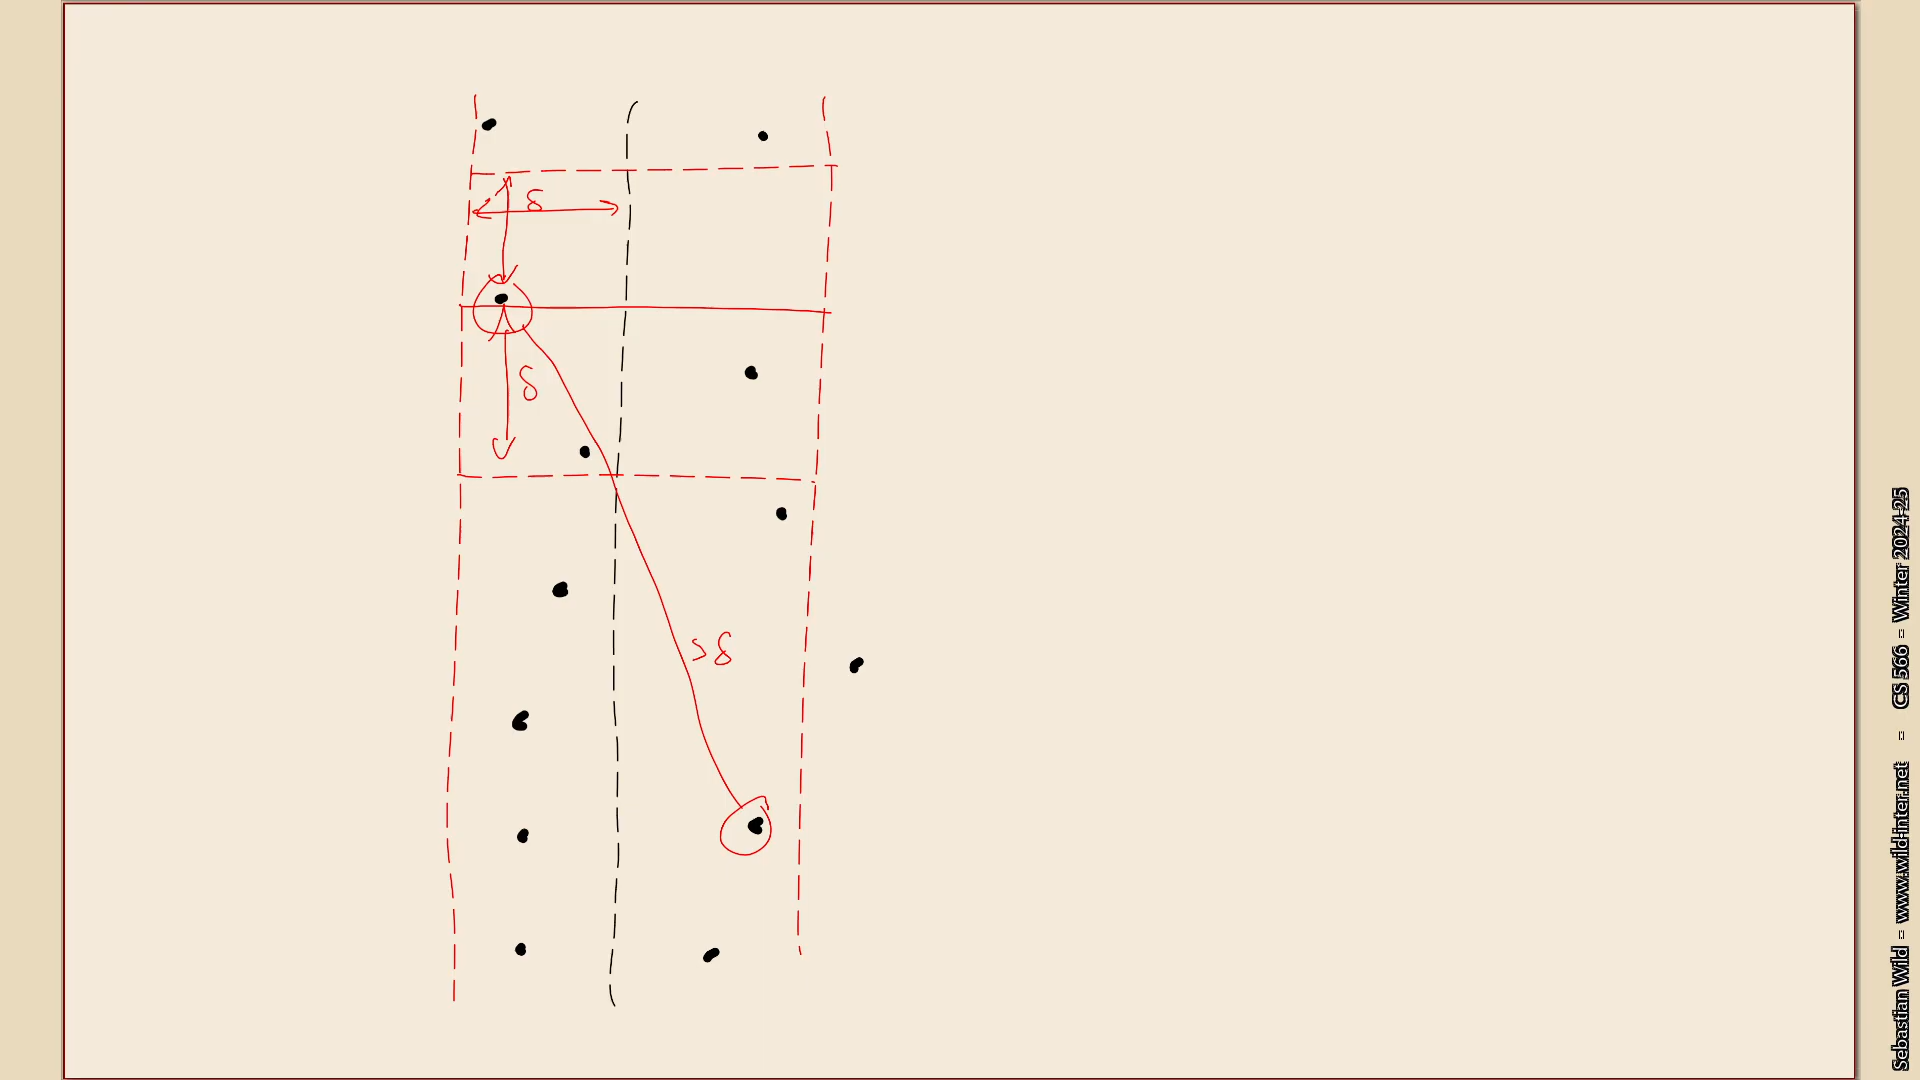 δ
δ
>δ
Sebastian Wild – www.wild-inter.net – CS 566 – Winter 2024-25